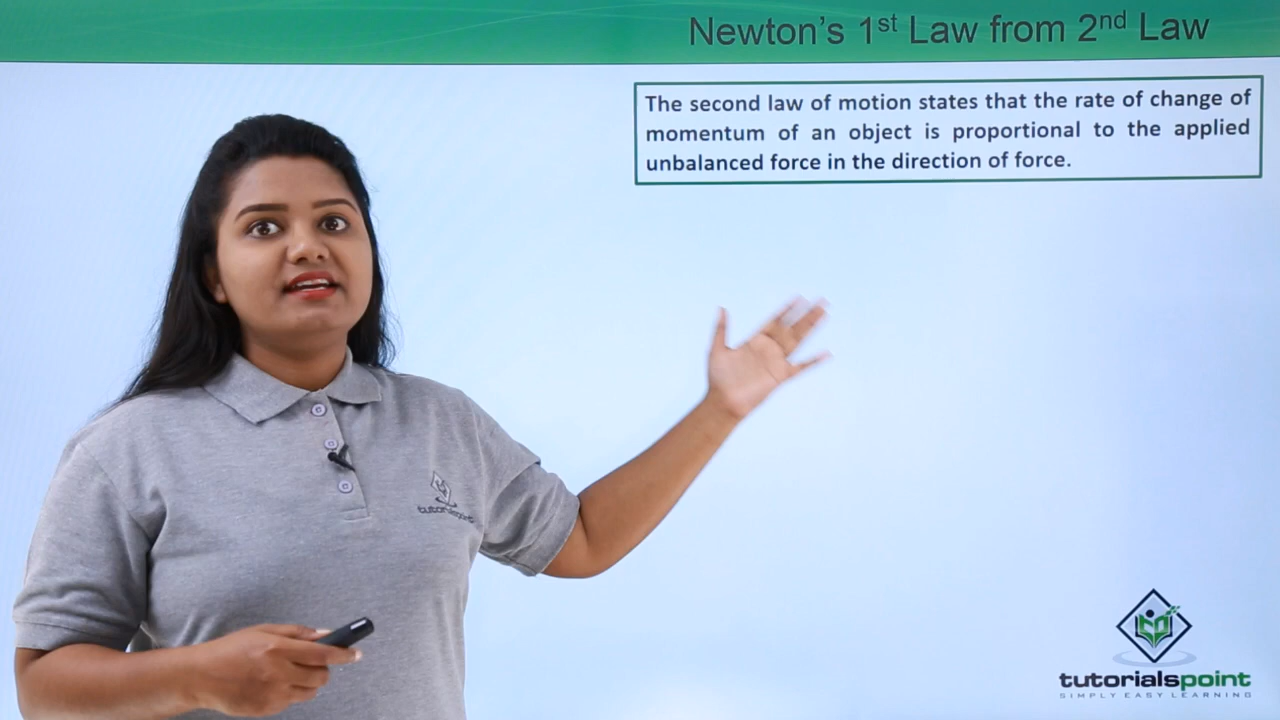 Newton's 1st Law from 2nd Law
The second law of motion states that the rate of change of
momentum of an object is proportional to the applied
unbalanced force in the direction of force.
tutorialspoint
tutorialspoint
SIMPLY EASY LEARNING